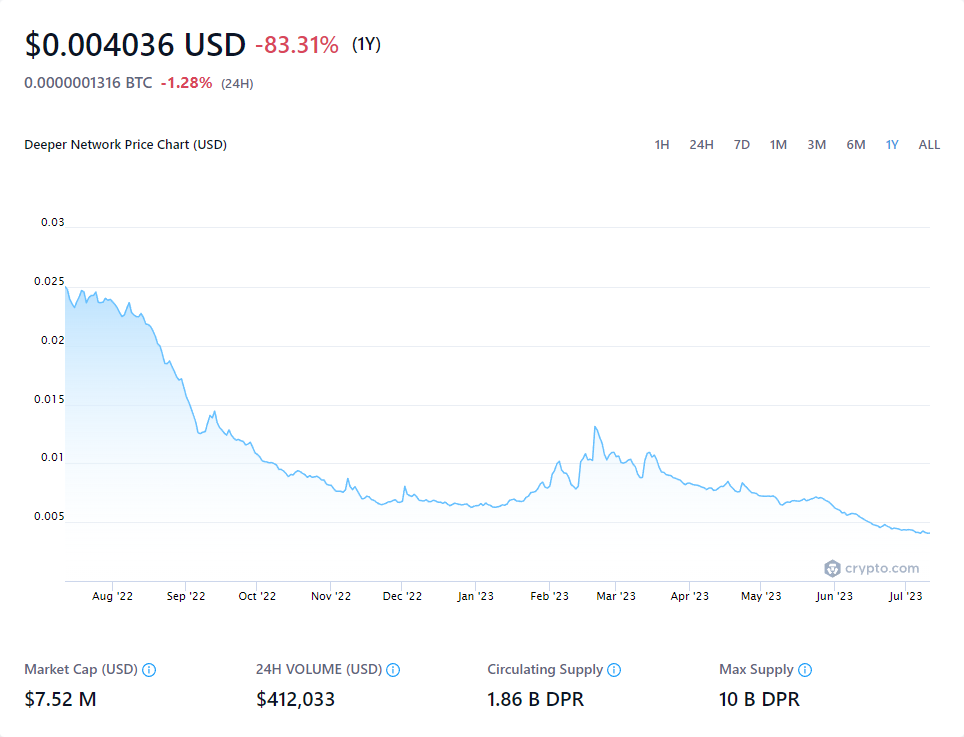 $0.004036 USD -83.31% (1Y)
0.0000001316 BTC -1.28% (24H)
Deeper Network Price Chart (USD) 1H 24H 7D 1M 3M 6M 1Y ALL
0.03
0.025
0.02
0.015
0.01
0.005
crypto.com
Aug '22 Sep '22 Oct '22 Nov '22 Dec '22 Jan '23 Feb '23 Mar '23 Apr '23 May '23 Jun '23 Jul '23
Market Cap (USD) 24H VOLUME (USD) Circulating Supply Max Supply
$7.52 M $412,033 1.86 B DPR 10 B DPR